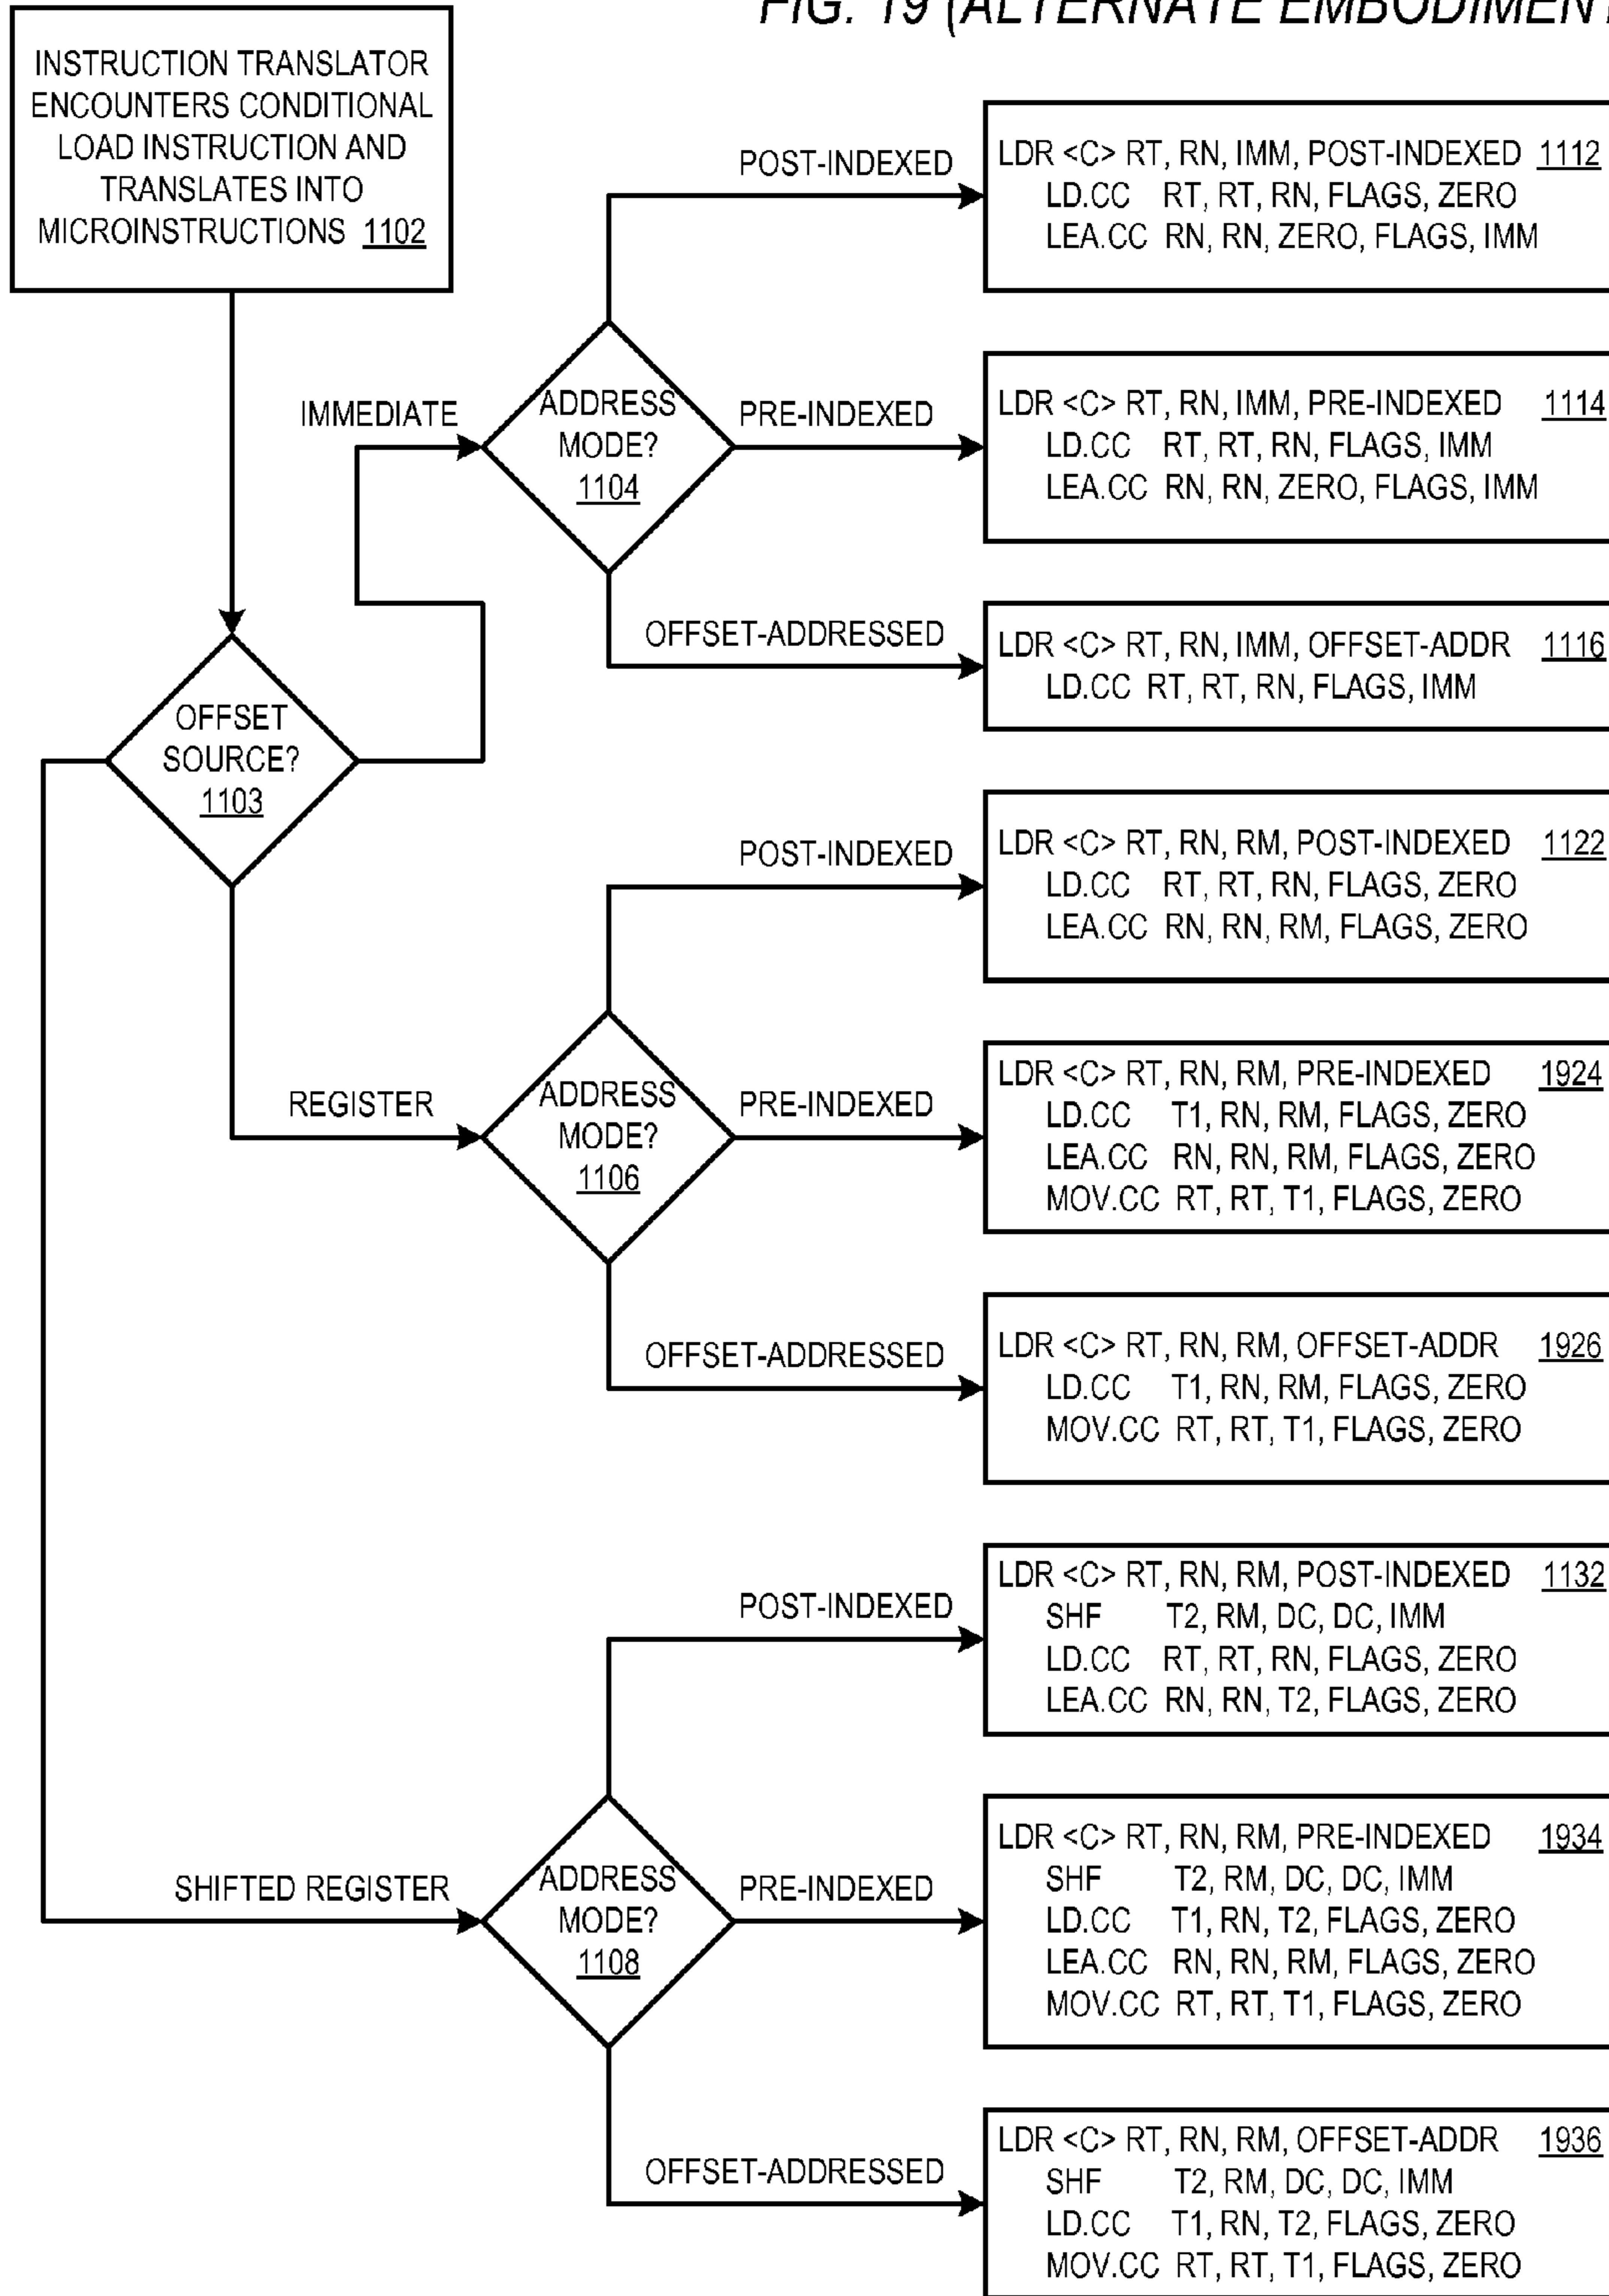 FIG. 19 (ALTERNATE EMBODIMENT
INSTRUCTION TRANSLATOR
ENCOUNTERS CONDITIONAL
LOAD INSTRUCTION AND
TRANSLATES INTO
MICROINSTRUCTIONS 1102
OFFSET
SOURCE?
1103
IMMEDIATE
ADDRESS
MODE?
1104
POST-INDEXED
LDR <C> RT, RN, IMM, POST-INDEXED 1112
LD.CC RT, RT, RN, FLAGS, ZERO
LEA.CC RN, RN, ZERO, FLAGS, IMM
PRE-INDEXED
LDR <C> RT, RN, IMM, PRE-INDEXED 1114
LD.CC RT, RT, RN, FLAGS, IMM
LEA.CC RN, RN, ZERO, FLAGS, IMM
OFFSET-ADDRESSED
LDR <C> RT, RN, IMM, OFFSET-ADDR 1116
LD.CC RT, RT, RN, FLAGS, IMM
REGISTER
ADDRESS
MODE?
1106
POST-INDEXED
LDR <C> RT, RN, RM, POST-INDEXED 1122
LD.CC RT, RT, RN, FLAGS, ZERO
LEA.CC RN, RN, RM, FLAGS, ZERO
PRE-INDEXED
LDR <C> RT, RN, RM, PRE-INDEXED 1924
LD.CC T1, RN, RM, FLAGS, ZERO
LEA.CC RN, RN, RM, FLAGS, ZERO
MOV.CC RT, RT, T1, FLAGS, ZERO
OFFSET-ADDRESSED
LDR <C> RT, RN, RM, OFFSET-ADDR 1926
LD.CC T1, RN, RM, FLAGS, ZERO
MOV.CC RT, RT, T1, FLAGS, ZERO
SHIFTED REGISTER
ADDRESS
MODE?
1108
POST-INDEXED
LDR <C> RT, RN, RM, POST-INDEXED 1132
SHF T2, RM, DC, DC, IMM
LD.CC RT, RT, RN, FLAGS, ZERO
LEA.CC RN, RN, T2, FLAGS, ZERO
PRE-INDEXED
LDR <C> RT, RN, RM, PRE-INDEXED 1934
SHF T2, RM, DC, DC, IMM
LD.CC T1, RN, T2, FLAGS, ZERO
LEA.CC RN, RN, RM, FLAGS, ZERO
MOV.CC RT, RT, T1, FLAGS, ZERO
OFFSET-ADDRESSED
LDR <C> RT, RN, RM, OFFSET-ADDR 1936
SHF T2, RM, DC, DC, IMM
LD.CC T1, RN, T2, FLAGS, ZERO
MOV.CC RT, RT, T1, FLAGS, ZERO